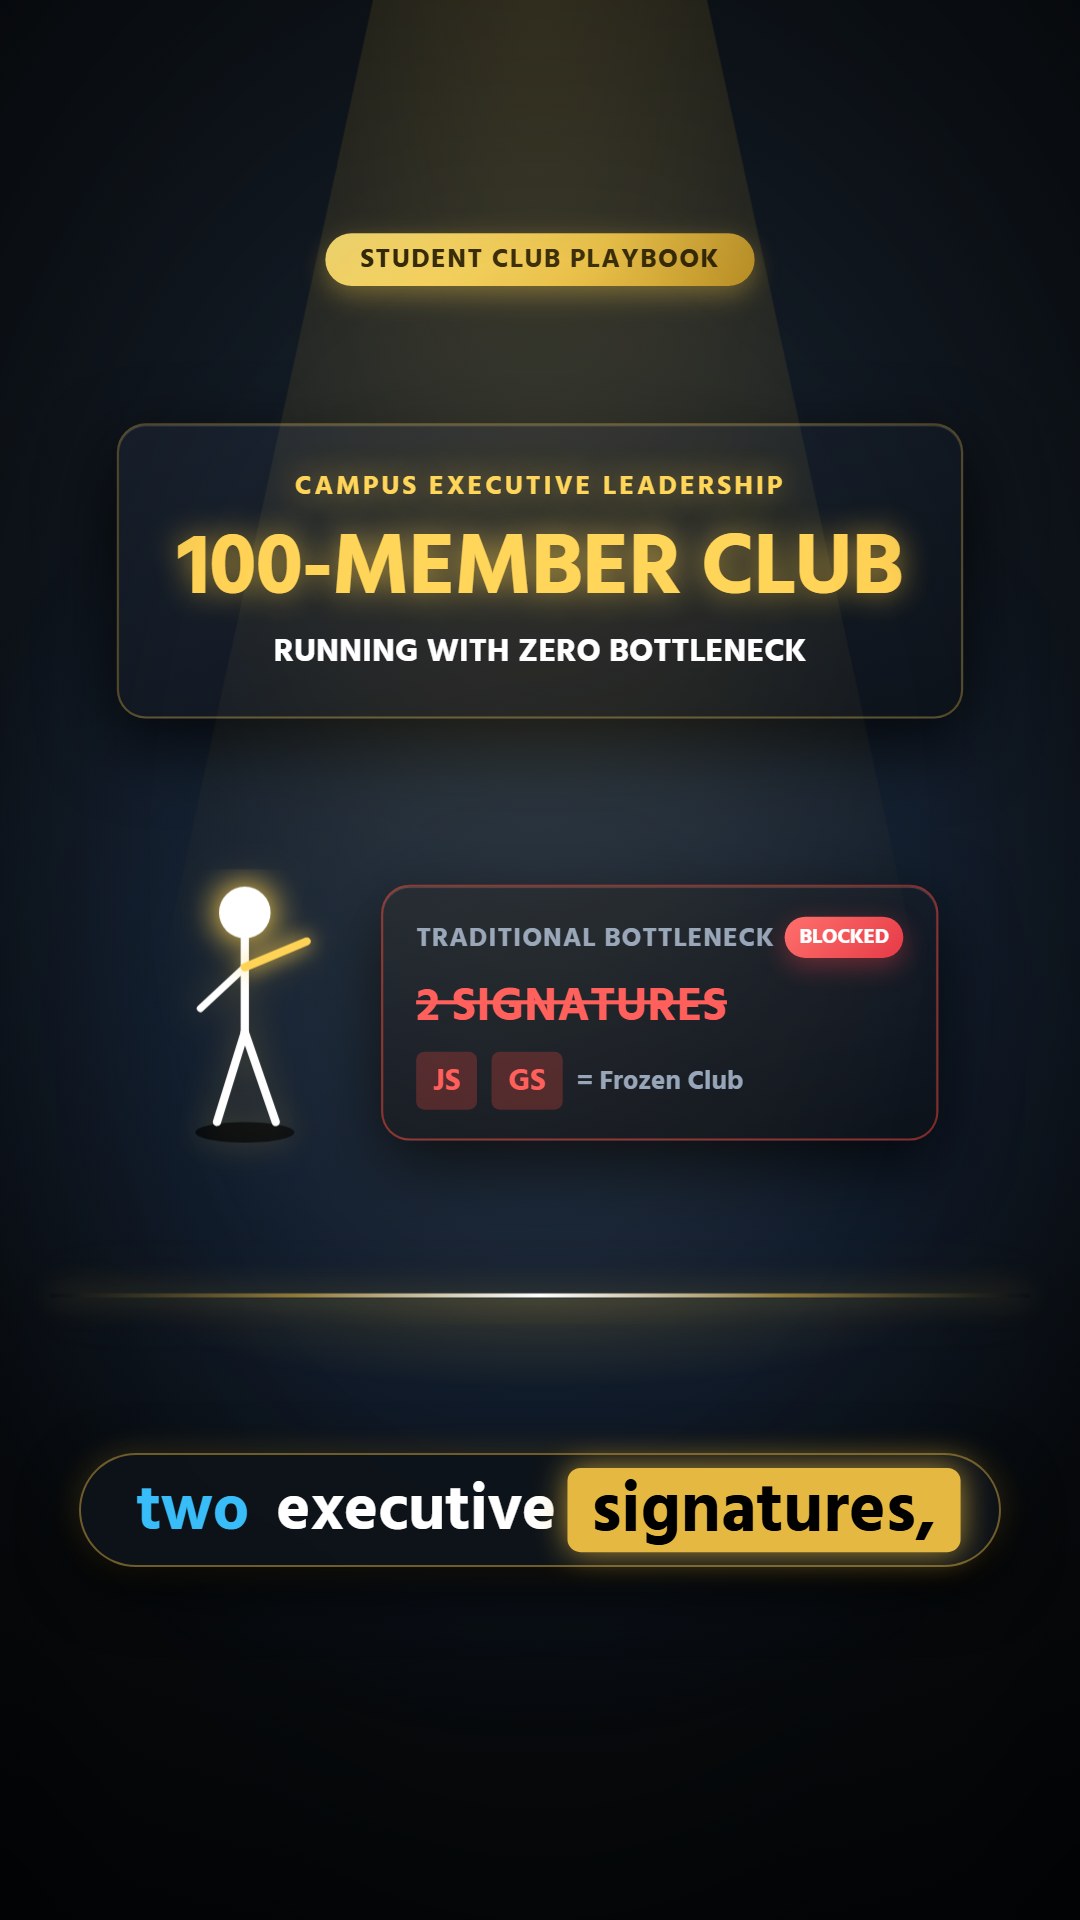 STUDENT CLUB PLAYBOOK
CAMPUS EXECUTIVE LEADERSHIP
100-MEMBER CLUB
RUNNING WITH ZERO BOTTLENECK
TRADITIONAL BOTTLENECK BLOCKED
2 SIGNATURES
JS GS = Frozen Club
two executive signatures,